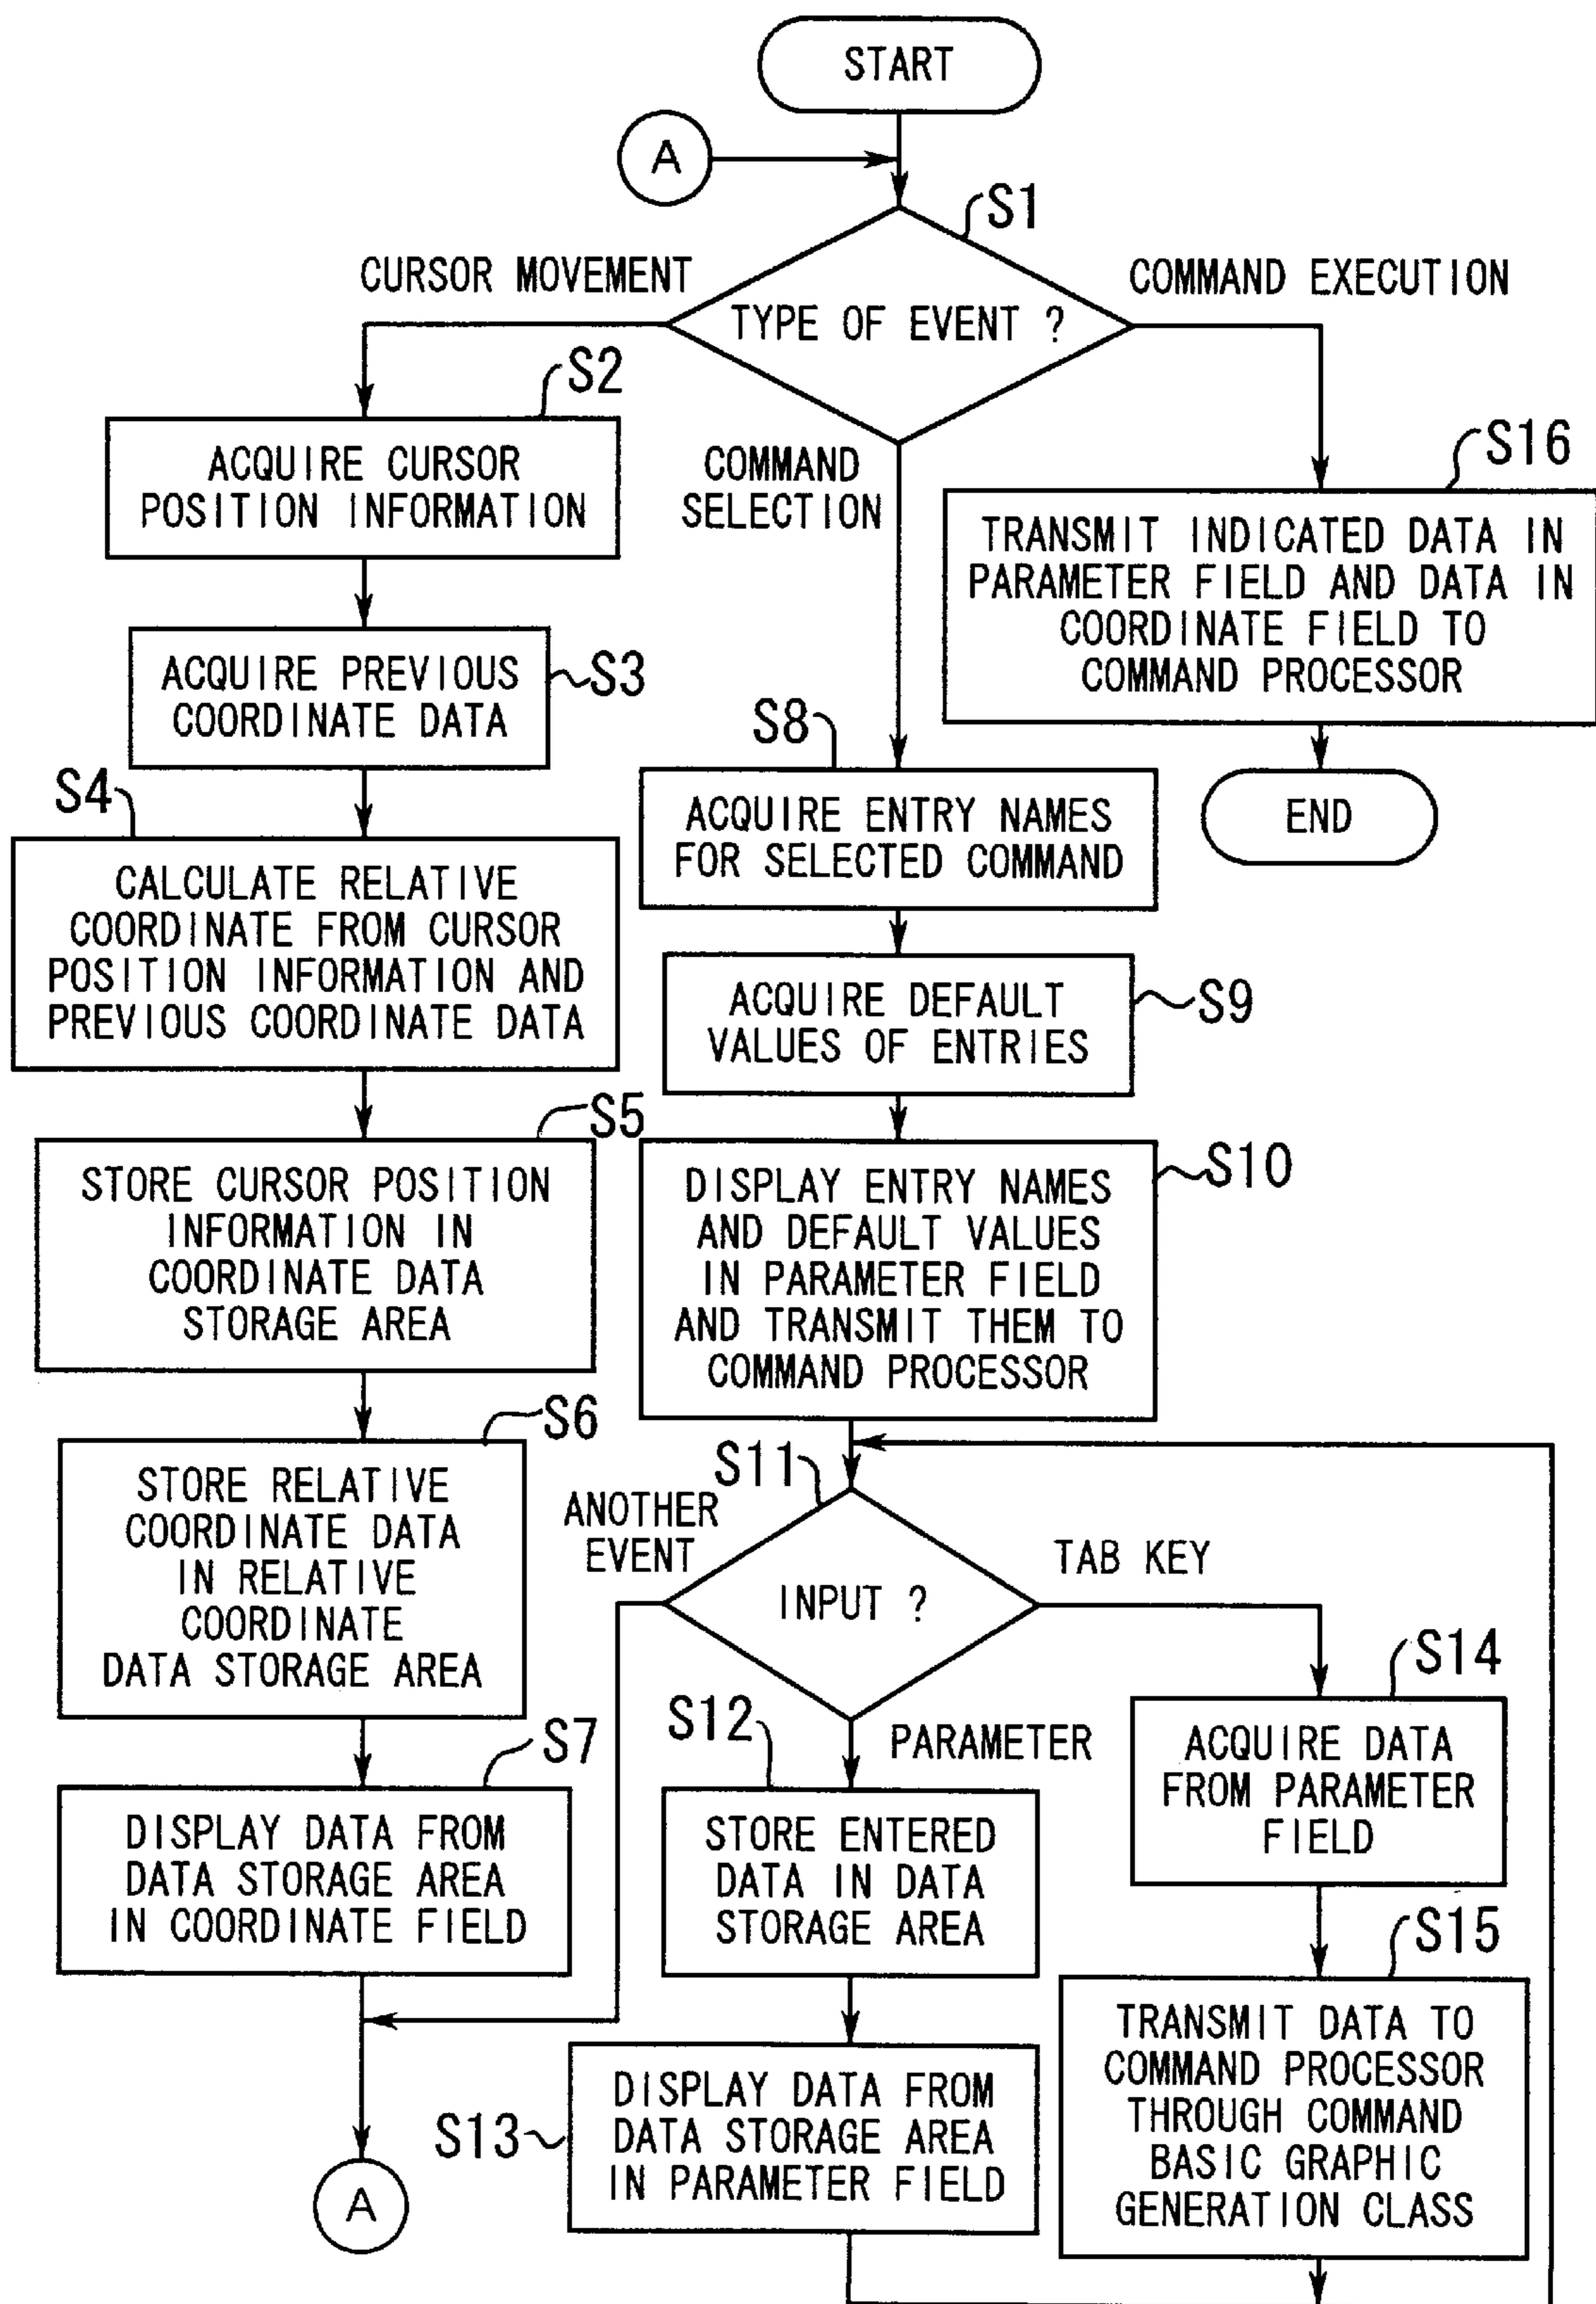 START
A
S1
CURSOR MOVEMENT
COMMAND EXECUTION
TYPE OF EVENT ?
S2
ACQUIRE CURSOR
POSITION INFORMATION
COMMAND
SELECTION
S16
TRANSMIT INDICATED DATA IN
PARAMETER FIELD AND DATA IN
COORDINATE FIELD TO
COMMAND PROCESSOR
END
S3
ACQUIRE PREVIOUS
COORDINATE DATA
S4
CALCULATE RELATIVE
COORDINATE FROM CURSOR
POSITION INFORMATION AND
PREVIOUS COORDINATE DATA
S5
STORE CURSOR POSITION
INFORMATION IN
COORDINATE DATA
STORAGE AREA
S6
STORE RELATIVE
COORDINATE DATA
IN RELATIVE
COORDINATE
DATA STORAGE AREA
S7
DISPLAY DATA FROM
DATA STORAGE AREA
IN COORDINATE FIELD
A
S8
ACQUIRE ENTRY NAMES
FOR SELECTED COMMAND
S9
ACQUIRE DEFAULT
VALUES OF ENTRIES
S10
DISPLAY ENTRY NAMES
AND DEFAULT VALUES
IN PARAMETER FIELD
AND TRANSMIT THEM TO
COMMAND PROCESSOR
S11
ANOTHER
EVENT
INPUT ?
TAB KEY
PARAMETER
S12
STORE ENTERED
DATA IN DATA
STORAGE AREA
S13
DISPLAY DATA FROM
DATA STORAGE AREA
IN PARAMETER FIELD
S14
ACQUIRE DATA
FROM PARAMETER
FIELD
S15
TRANSMIT DATA TO
COMMAND PROCESSOR
THROUGH COMMAND
BASIC GRAPHIC
GENERATION CLASS